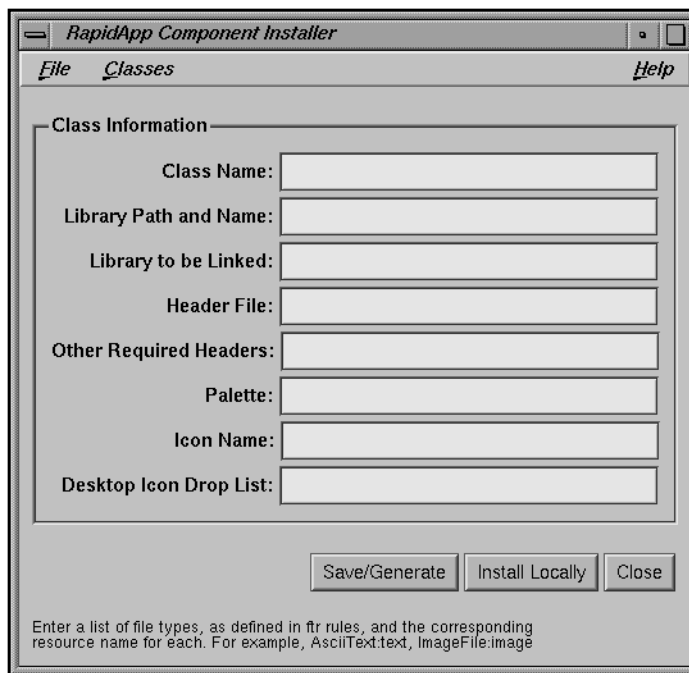 RapidApp Component Installer
File Classes Help
Class Information
Class Name:
Library Path and Name:
Library to be Linked:
Header File:
Other Required Headers:
Palette:
Icon Name:
Desktop Icon Drop List:
Save/Generate Install Locally Close
Enter a list of file types, as defined in ftr rules, and the corresponding
resource name for each. For example, AsciiText:text, ImageFile:image